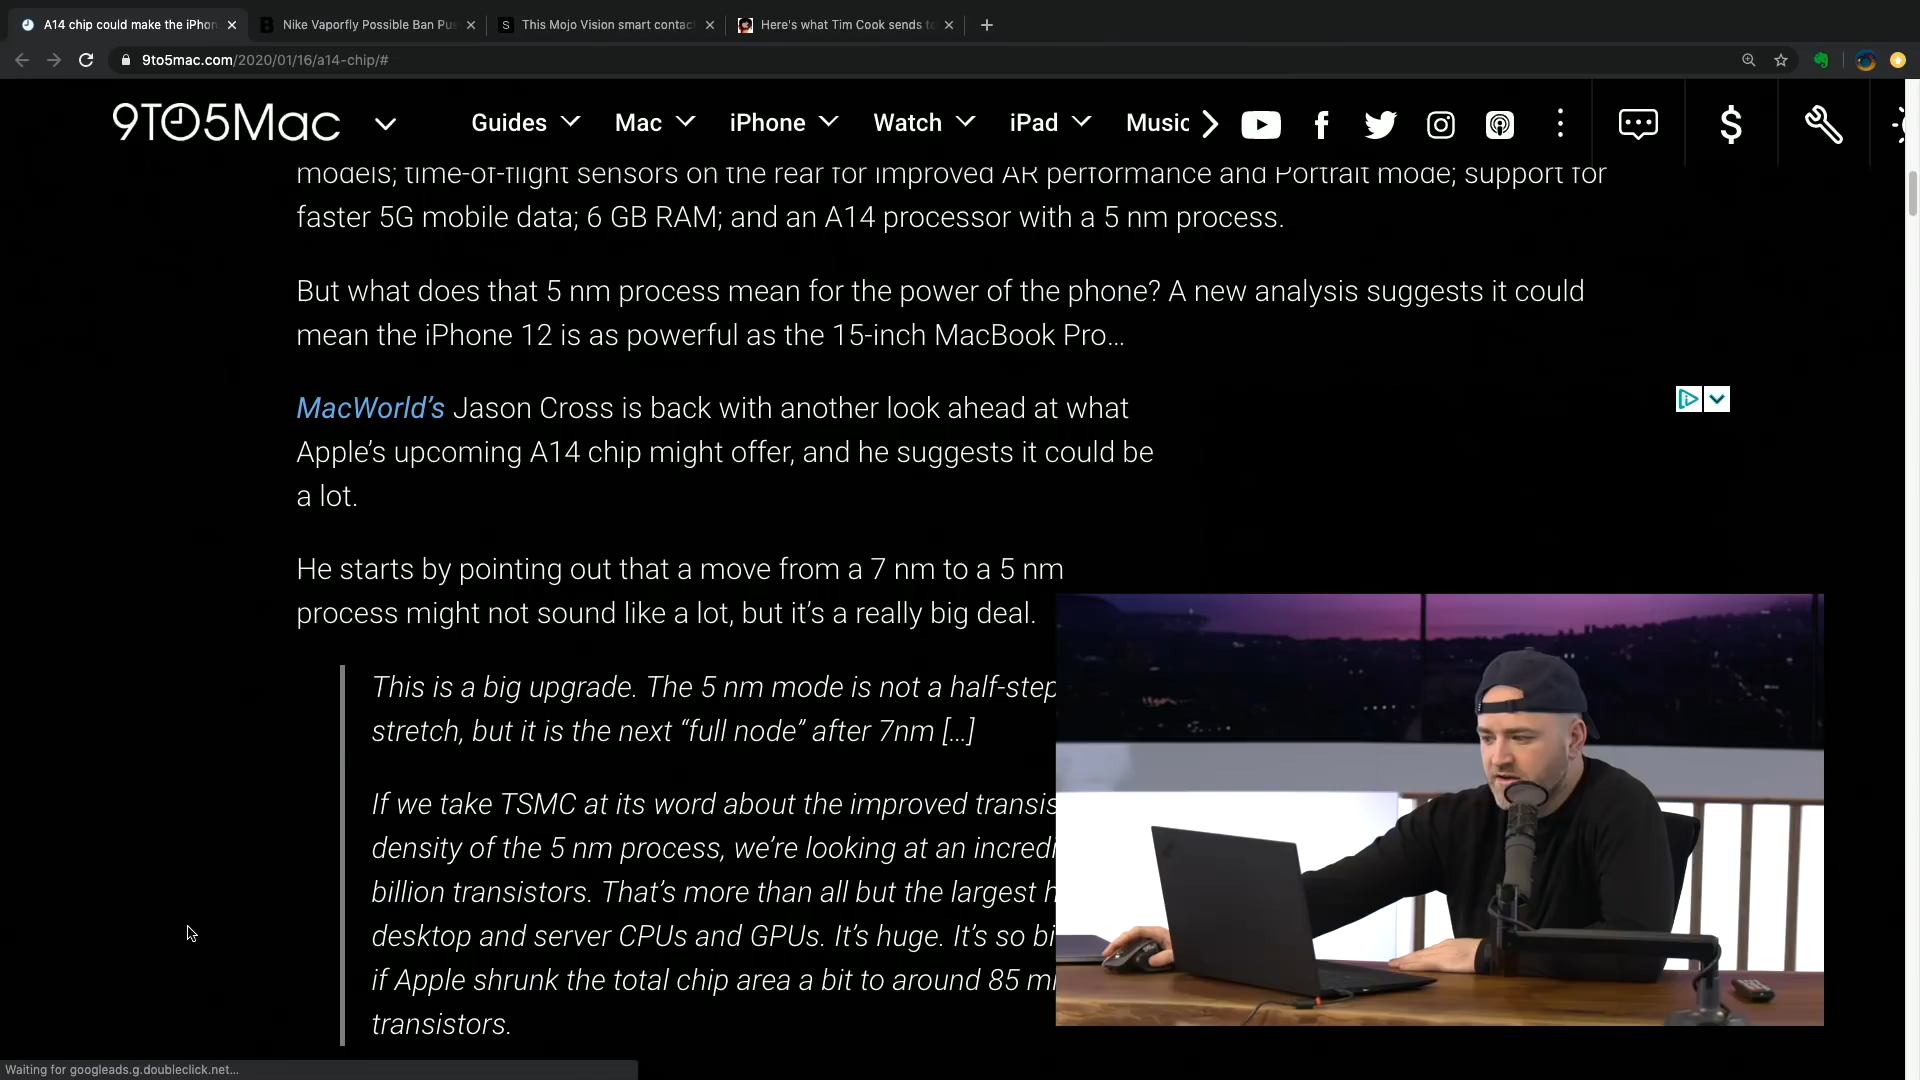 A14 chip could make the iPhon
Nike Vaporfly Possible Ban Pus
This Mojo Vision smart contac
Here's what Tim Cook sends to
9to5mac.com/2020/01/16/a14-chip/#
9TO5Mac
Guides
Mac
iPhone
Watch
iPad
Music
models; time-of-flight sensors on the rear for improved AR performance and Portrait mode; support for
faster 5G mobile data; 6 GB RAM; and an A14 processor with a 5 nm process.
But what does that 5 nm process mean for the power of the phone? A new analysis suggests it could
mean the iPhone 12 is as powerful as the 15-inch MacBook Pro…
MacWorld’s Jason Cross is back with another look ahead at what
Apple’s upcoming A14 chip might offer, and he suggests it could be
a lot.
He starts by pointing out that a move from a 7 nm to a 5 nm
process might not sound like a lot, but it’s a really big deal.
This is a big upgrade. The 5 nm mode is not a half-step
stretch, but it is the next “full node” after 7nm […]
If we take TSMC at its word about the improved transis
density of the 5 nm process, we’re looking at an incredi
billion transistors. That’s more than all but the largest h
desktop and server CPUs and GPUs. It’s huge. It’s so bi
if Apple shrunk the total chip area a bit to around 85 m
transistors.
Waiting for googleads.g.doubleclick.net...